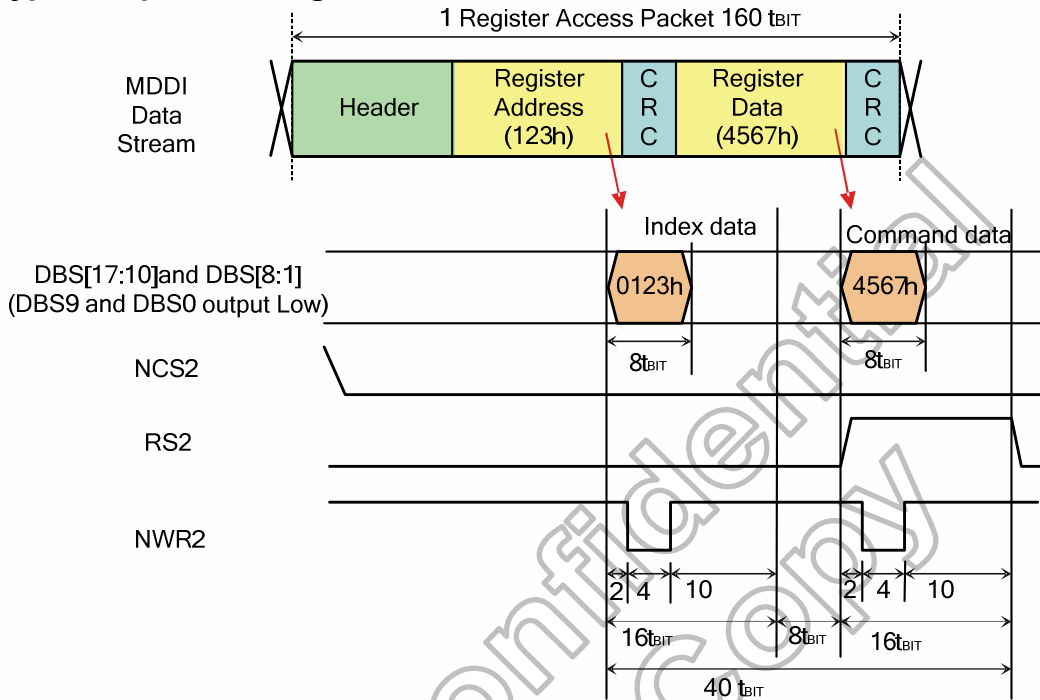 1 Register Access Packet 160 tBIT
MDDI
Data
Stream
Header
Register
Address
(123h)
C
R
C
Register
Data
(4567h)
C
R
C
Index data
Command data
DBS[17:10]and DBS[8:1]
(DBS9 and DBS0 output Low)
0123h
4567h
8tBIT
8tBIT
NCS2
RS2
NWR2
2
4
10
2
4
10
16tBIT
8tBIT
16tBIT
40 tBIT
Confidential
Copy